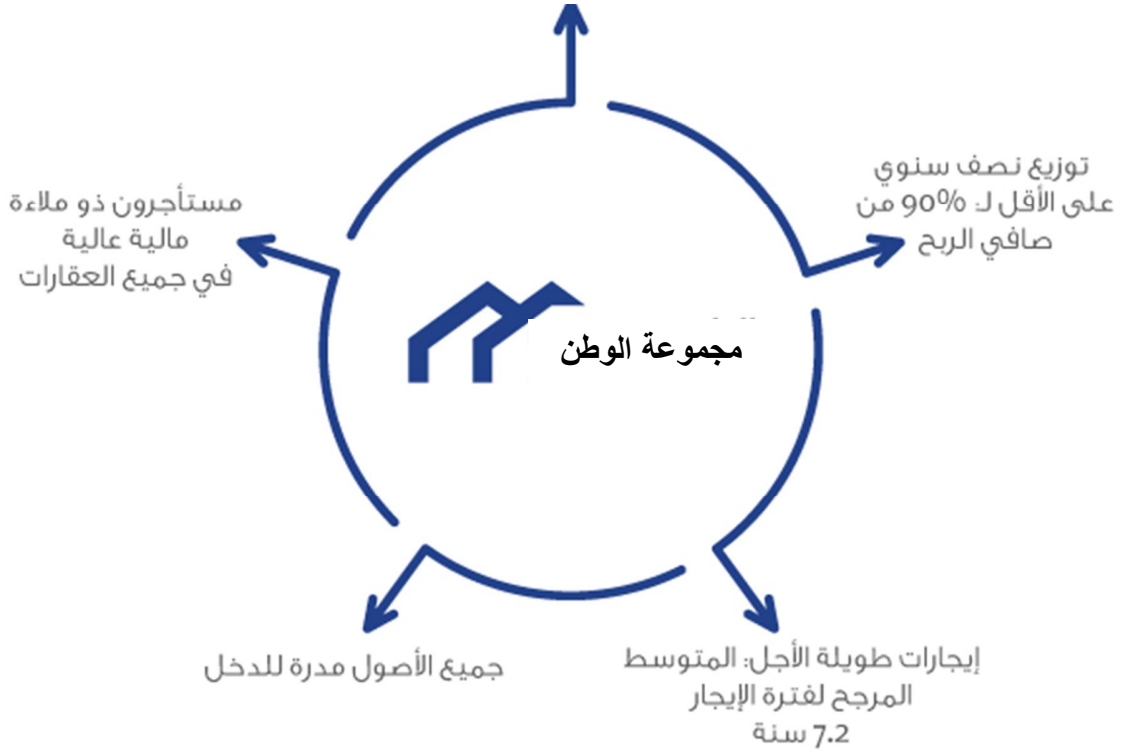 توزيع نصف سنوي
على الأقل لـ: 90% من
صافي الربح
مستأجرون ذو ملاءة
مالية عالية
في جميع العقارات
مجموعة الوطن
إيجارات طويلة الأجل: المتوسط
المرجح لفترة الإيجار
7.2 سنة
جميع الأصول مدرة للدخل